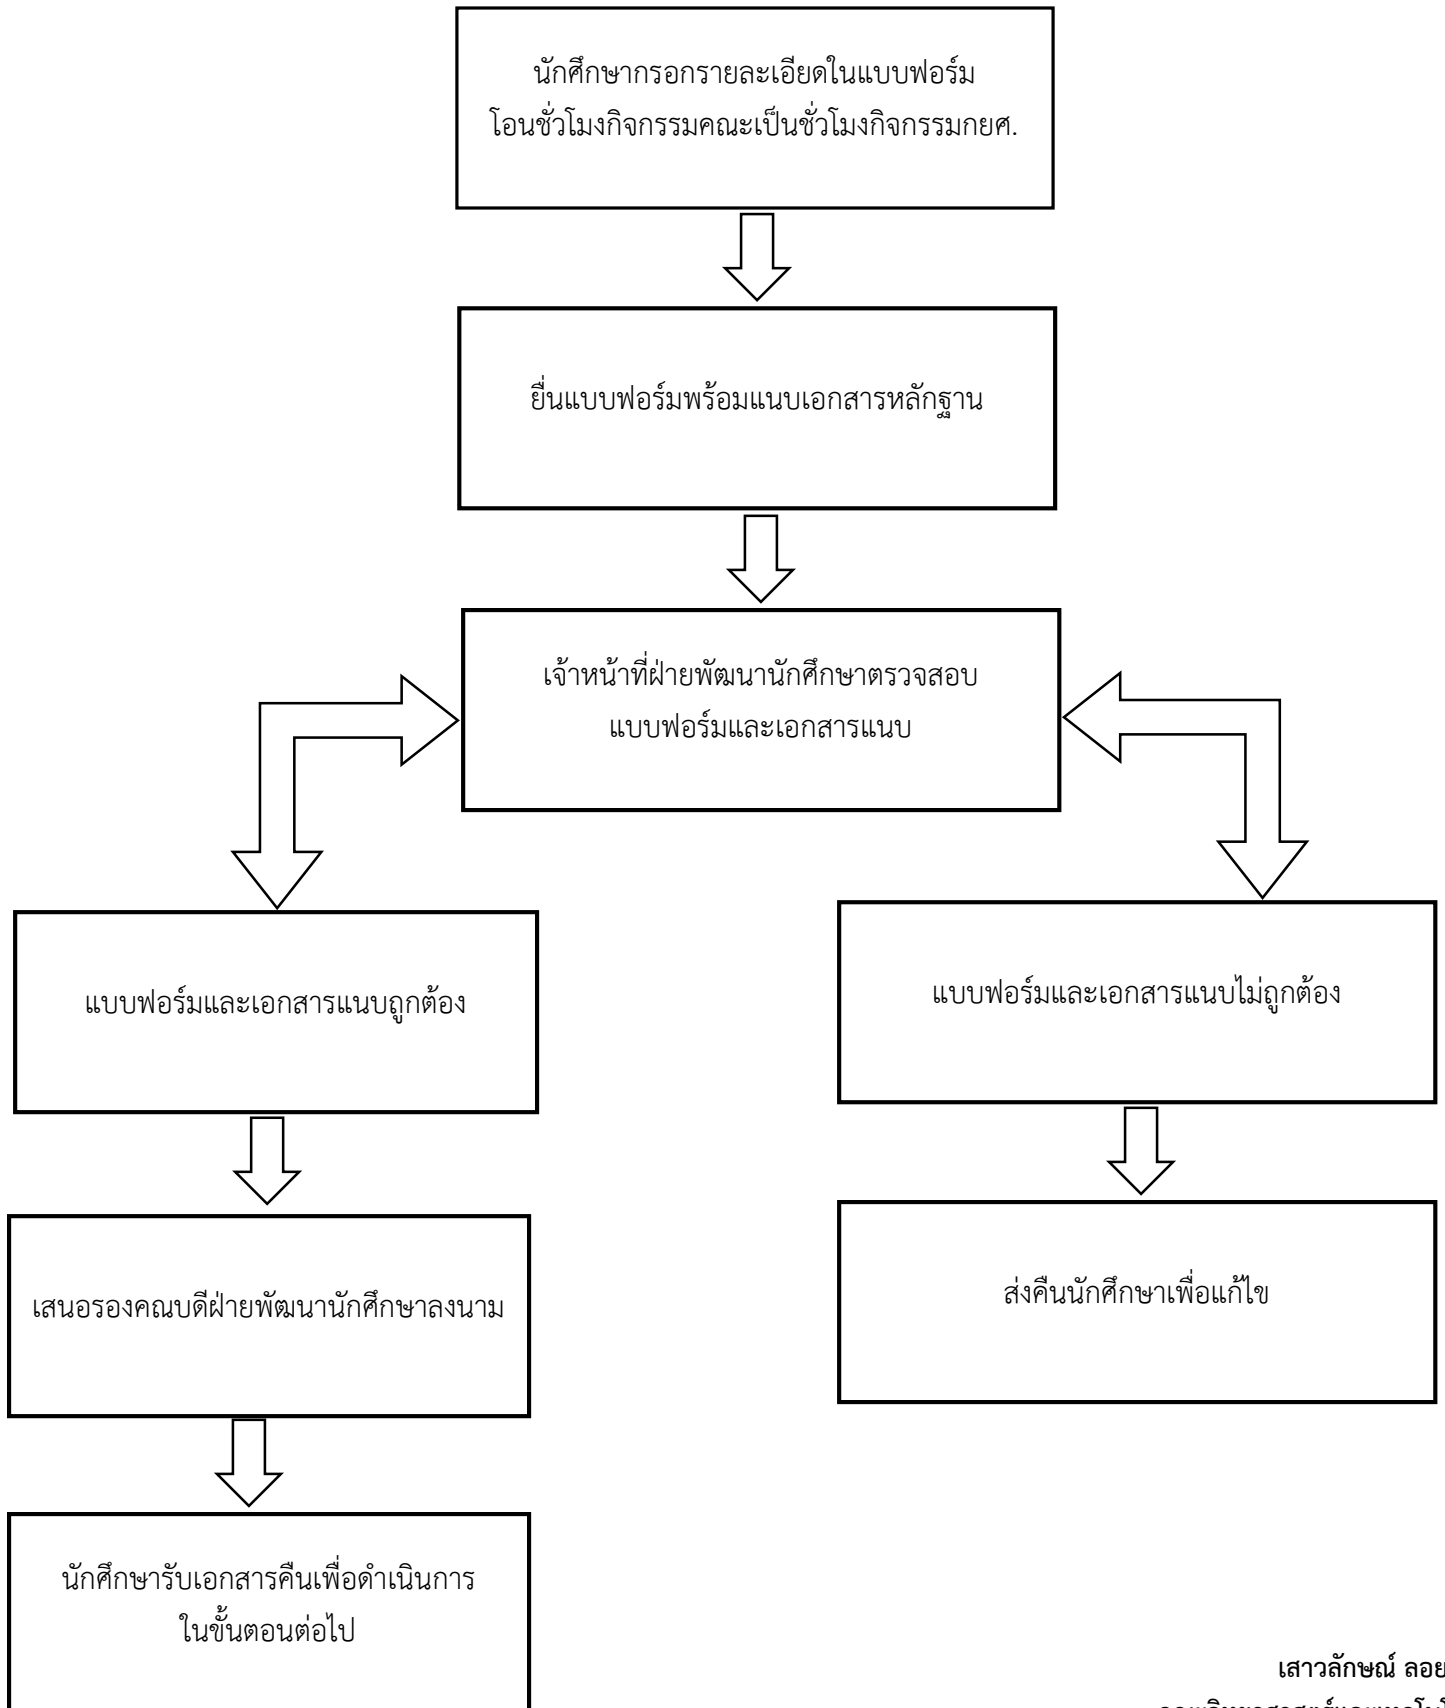 นักศึกษากรอกรายละเอียดในแบบฟอร์ม
โอนชั่วโมงกิจกรรมคณะเป็นชั่วโมงกิจกรรมกยศ.
ยื่นแบบฟอร์มพร้อมแนบเอกสารหลักฐาน
เจ้าหน้าที่ฝ่ายพัฒนานักศึกษาตรวจสอบ
แบบฟอร์มและเอกสารแนบ
แบบฟอร์มและเอกสารแนบถูกต้อง
แบบฟอร์มและเอกสารแนบไม่ถูกต้อง
เสนอรองคณบดีฝ่ายพัฒนานักศึกษาลงนาม
ส่งคืนนักศึกษาเพื่อแก้ไข
นักศึกษารับเอกสารคืนเพื่อดำเนินการ
ในขั้นตอนต่อไป
เสาวลักษณ์ ลอย